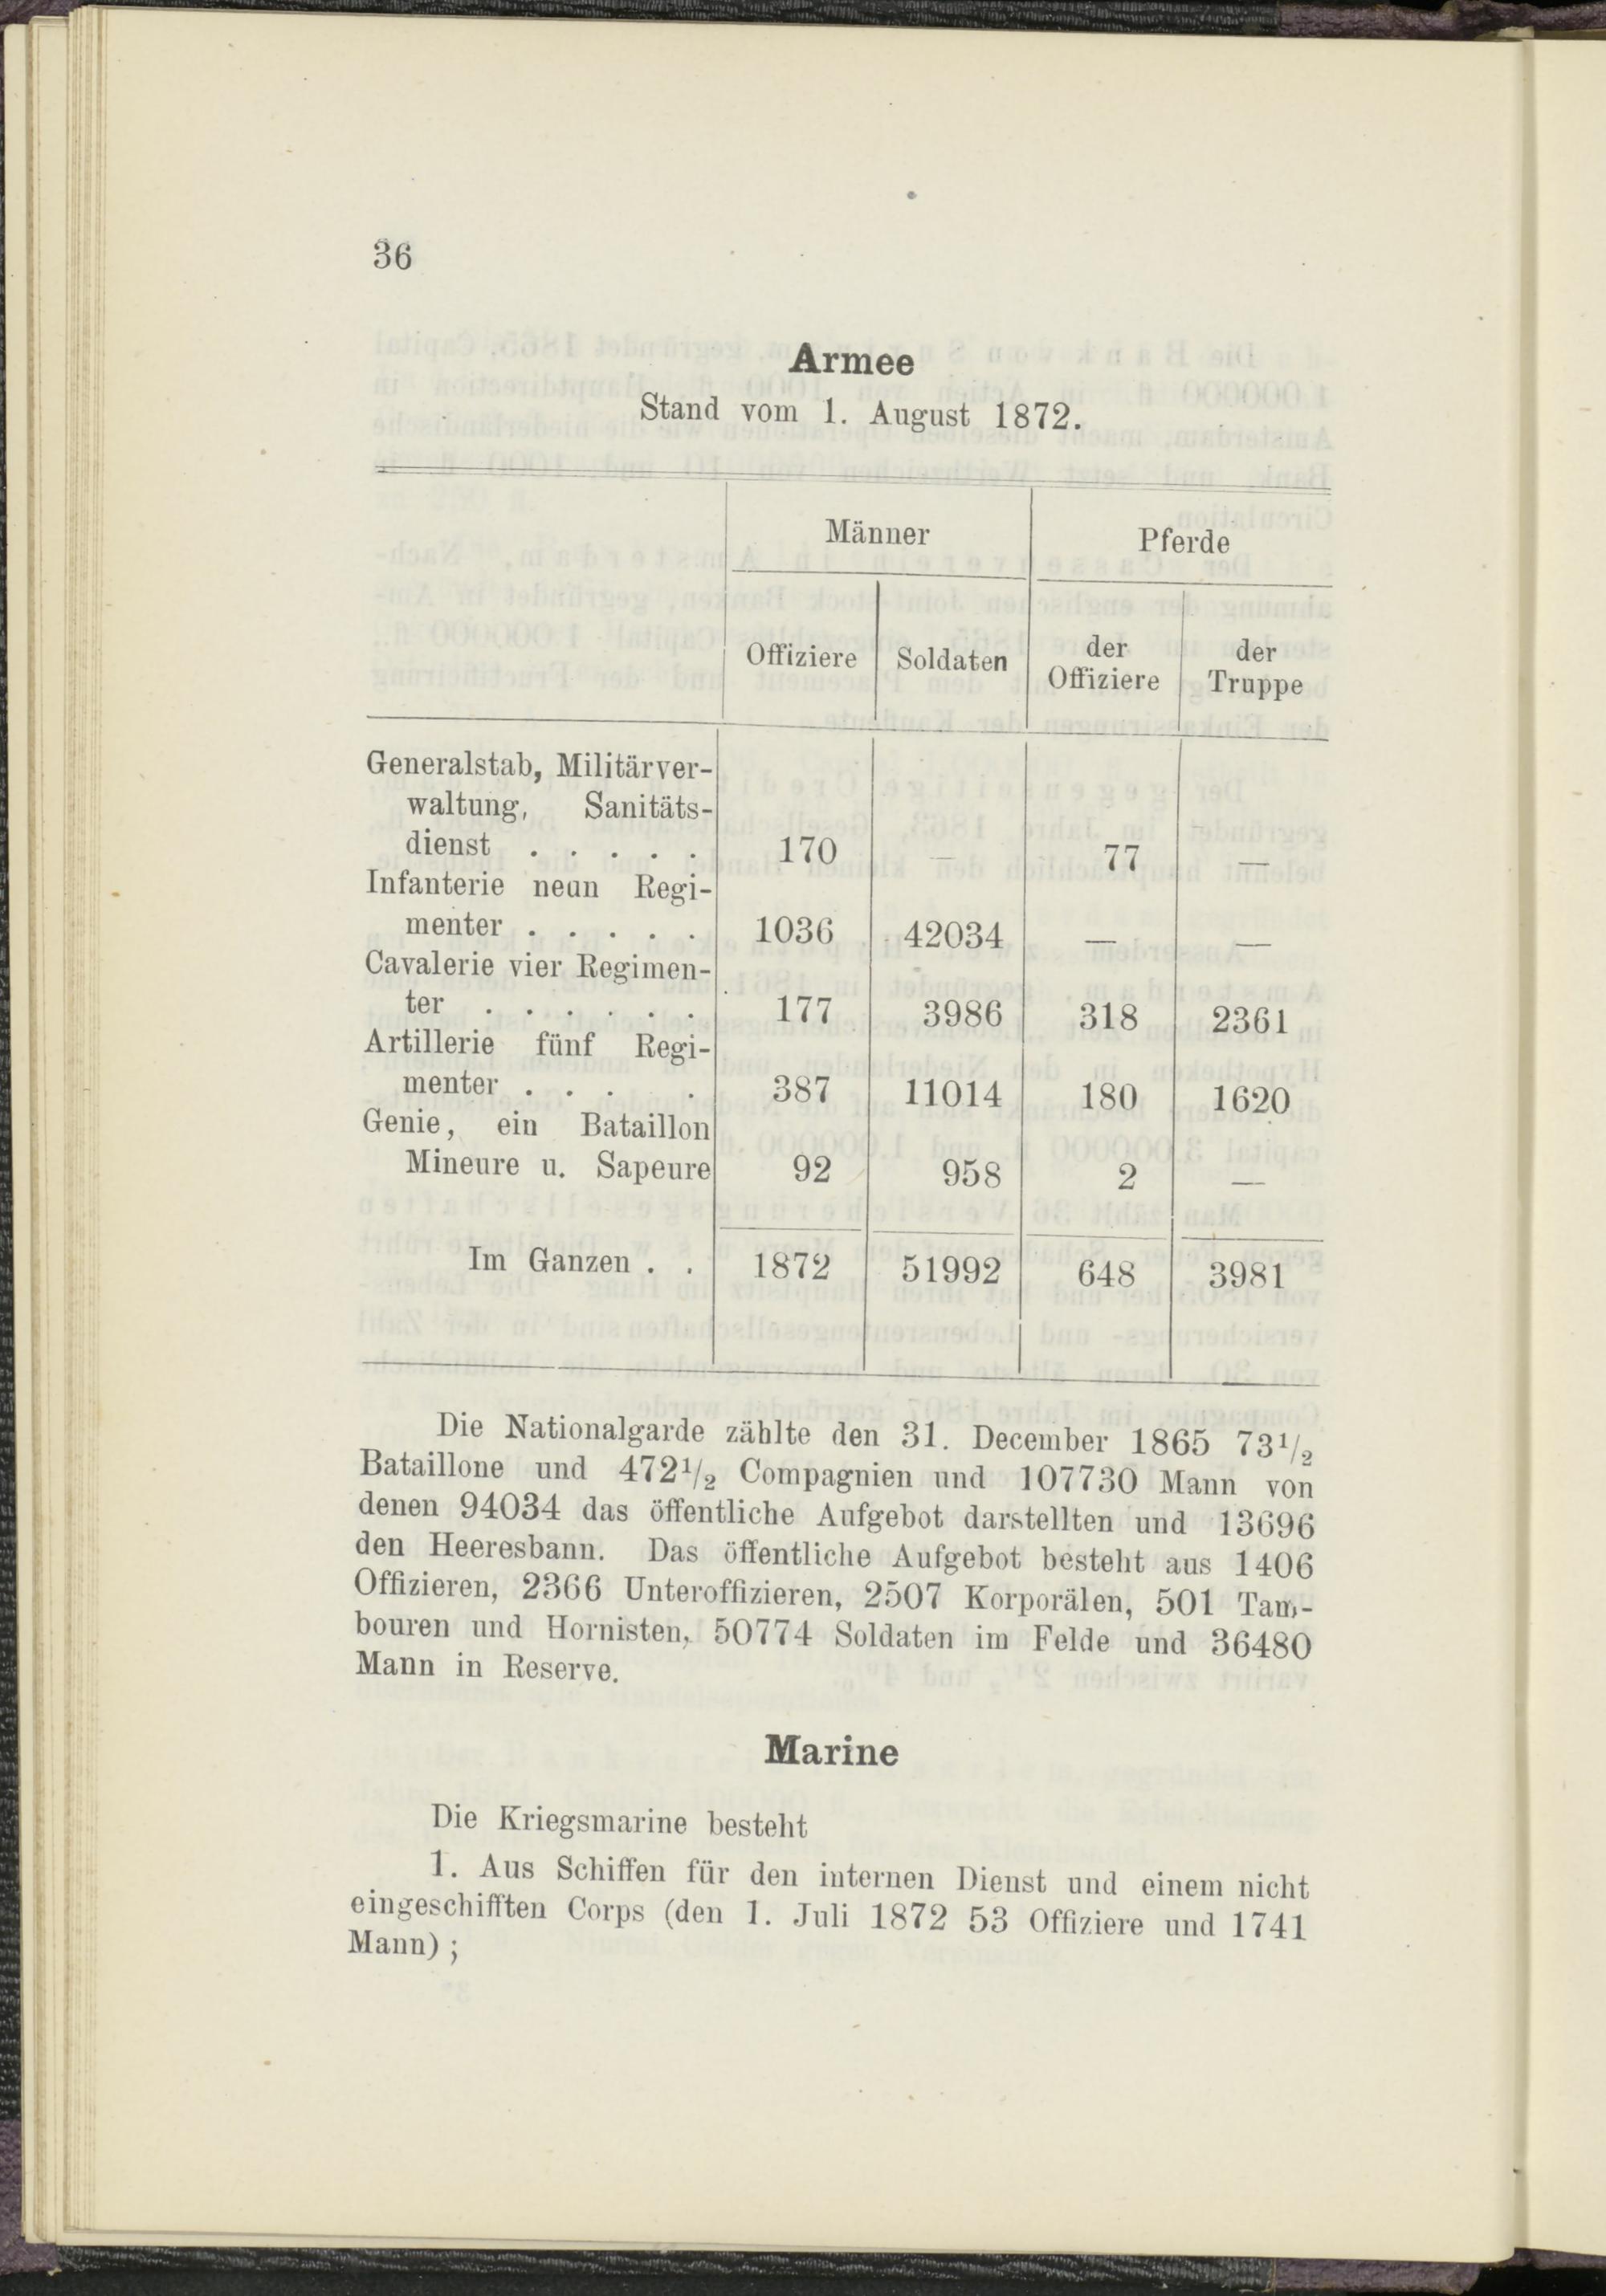 36
Armee
Stand vom 1. August 1872.
Männer Pferde
Offiziere Soldaten der Offiziere der Truppe
Generalstab, Militärver-
waltung, Sanitäts-
dienst . . . . . 170 — 77 —
Infanterie neun Regi-
menter . . . . . 1036 42034 — —
Cavalerie vier Regimen-
ter . . . . . . 177 3986 318 2361
Artillerie fünf Regi-
menter . . . . . 387 11014 180 1620
Genie, ein Bataillon
Mineure u. Sapeure 92 958 2 —
Im Ganzen . . 1872 51992 648 3981
Die Nationalgarde zählte den 31. December 1865 73 1/2
Bataillone und 472 1/2 Compagnien und 107730 Mann von
denen 94034 das öffentliche Aufgebot darstellten und 13696
den Heeresbann. Das öffentliche Aufgebot besteht aus 1406
Offizieren, 2366 Unteroffizieren, 2507 Korporälen, 501 Tam-
bouren und Hornisten, 50774 Soldaten im Felde und 36480
Mann in Reserve.
Marine
Die Kriegsmarine besteht
1. Aus Schiffen für den internen Dienst und einem nicht
eingeschifften Corps (den 1. Juli 1872 53 Offiziere und 1741
Mann) ;